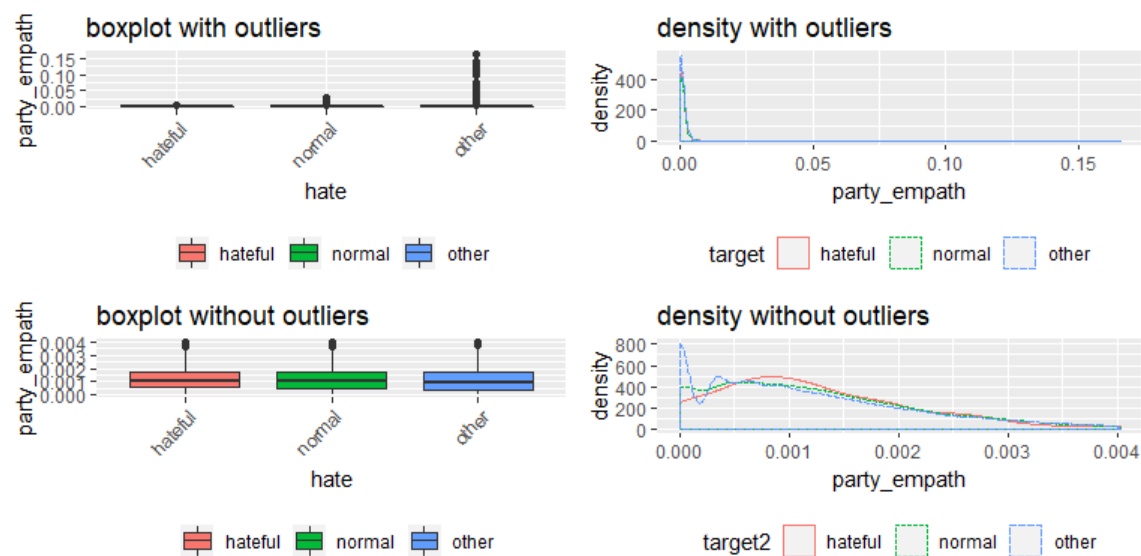 boxplot with outliers
party_empath
0.15
0.10
0.05
0.00
hateful
normal
other
hate
hateful normal other
density with outliers
density
400
200
0
0.00 0.05 0.10 0.15
party_empath
target hateful normal other
boxplot without outliers
party_empath
0.004
0.003
0.002
0.001
0.000
hateful
normal
other
hate
hateful normal other
density without outliers
density
800
600
400
200
0
0.000 0.001 0.002 0.003 0.004
party_empath
target2 hateful normal other